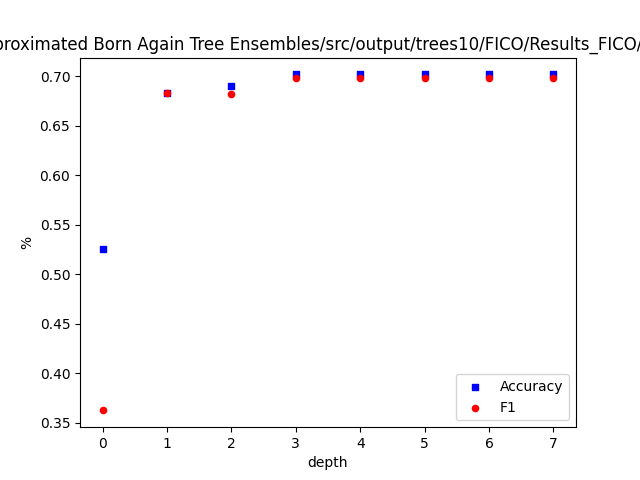 Born Again Tree Ensembles/src/output/trees10/FICO/Results_FICO/
0.70
0.65
0.60
0.55
0.50
0.45
0.40
0.35
%
0 1 2 3 4 5 6 7
depth
Accuracy
F1